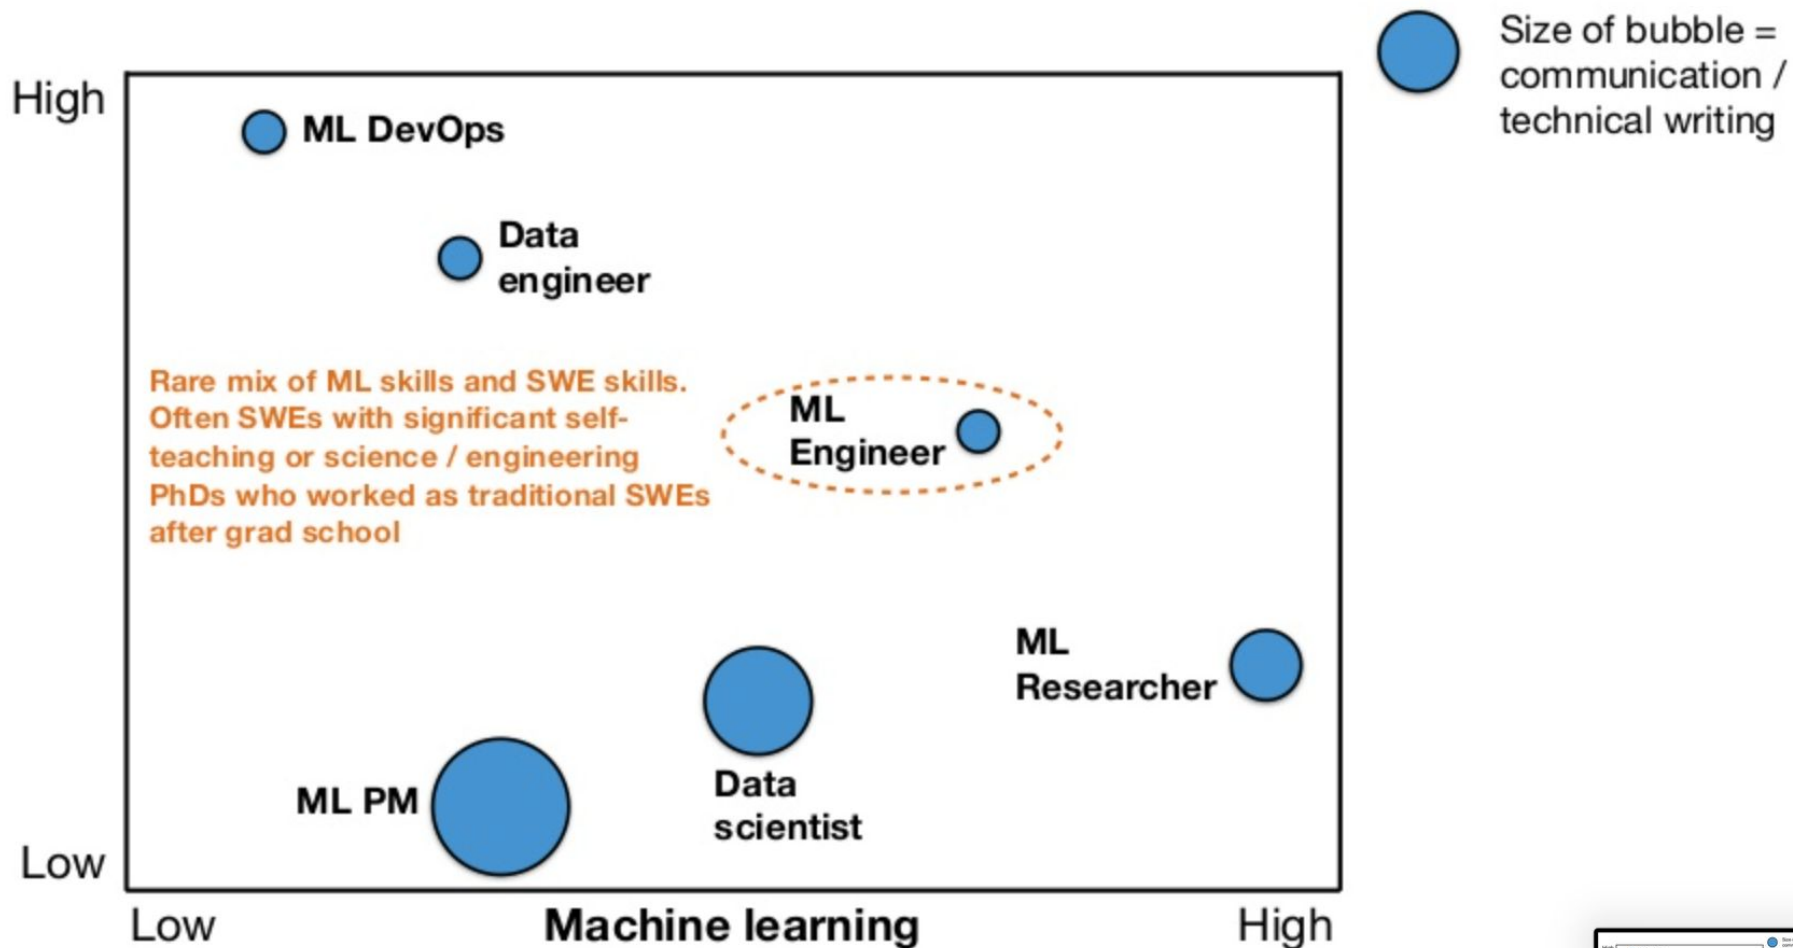 Size of bubble =
communication /
technical writing
High
ML DevOps
Data
engineer
Rare mix of ML skills and SWE skills.
Often SWEs with significant self-
teaching or science / engineering
PhDs who worked as traditional SWEs
after grad school
ML
Engineer
ML
Researcher
ML PM
Data
scientist
Low
Low
Machine learning
High